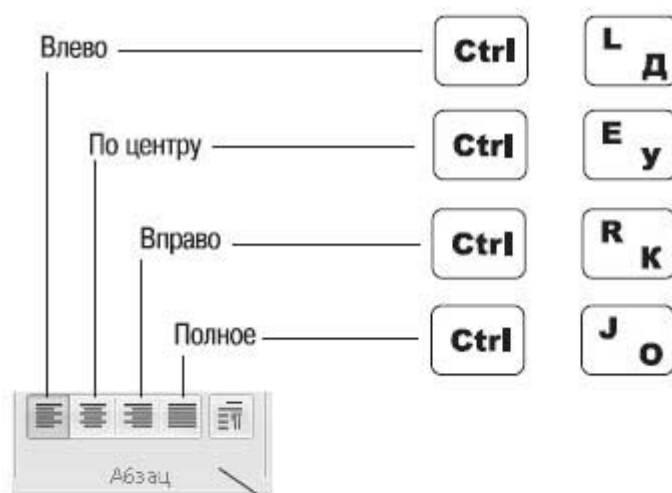 Влево Ctrl L Д
По центру Ctrl E у
Вправо Ctrl R К
Полное Ctrl J О
Абзац